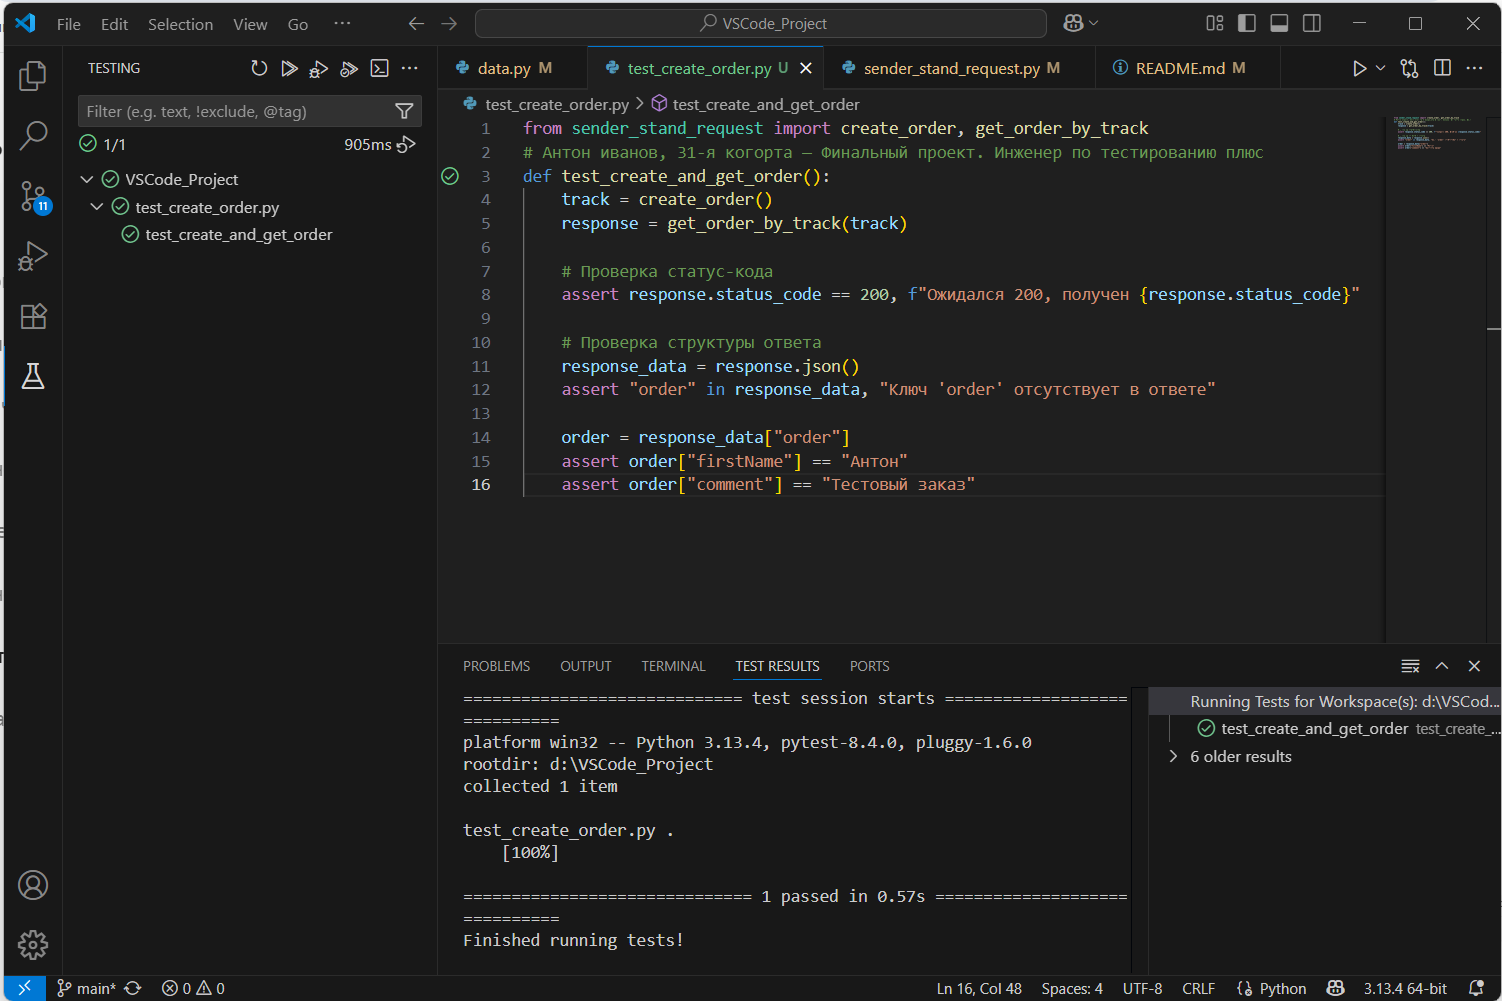 File Edit Selection View Go ···
VSCode_Project
TESTING
Filter (e.g. text, !exclude, @tag)
1/1
905ms
VSCode_Project
test_create_order.py
test_create_and_get_order
11
data.py M
test_create_order.py U
sender_stand_request.py M
README.md M
test_create_order.py > test_create_and_get_order
1 from sender_stand_request import create_order, get_order_by_track
2 # Антон иванов, 31-я когорта — Финальный проект. Инженер по тестированию плюс
3 def test_create_and_get_order():
4 track = create_order()
5 response = get_order_by_track(track)
6
7 # Проверка статус-кода
8 assert response.status_code == 200, f"Ожидался 200, получен {response.status_code}"
9
10 # Проверка структуры ответа
11 response_data = response.json()
12 assert "order" in response_data, "Ключ 'order' отсутствует в ответе"
13
14 order = response_data["order"]
15 assert order["firstName"] == "Антон"
16 assert order["comment"] == "Тестовый заказ"
PROBLEMS OUTPUT TERMINAL TEST RESULTS PORTS
============================= test session starts ===================
==========
platform win32 -- Python 3.13.4, pytest-8.4.0, pluggy-1.6.0
rootdir: d:\VSCode_Project
collected 1 item
test_create_order.py .
[100%]
============================== 1 passed in 0.57s ====================
==========
Finished running tests!
Running Tests for Workspace(s): d:\VSCod...
test_create_and_get_order test_create_...
6 older results
main* 0 0
Ln 16, Col 48 Spaces: 4 UTF-8 CRLF Python 3.13.4 64-bit